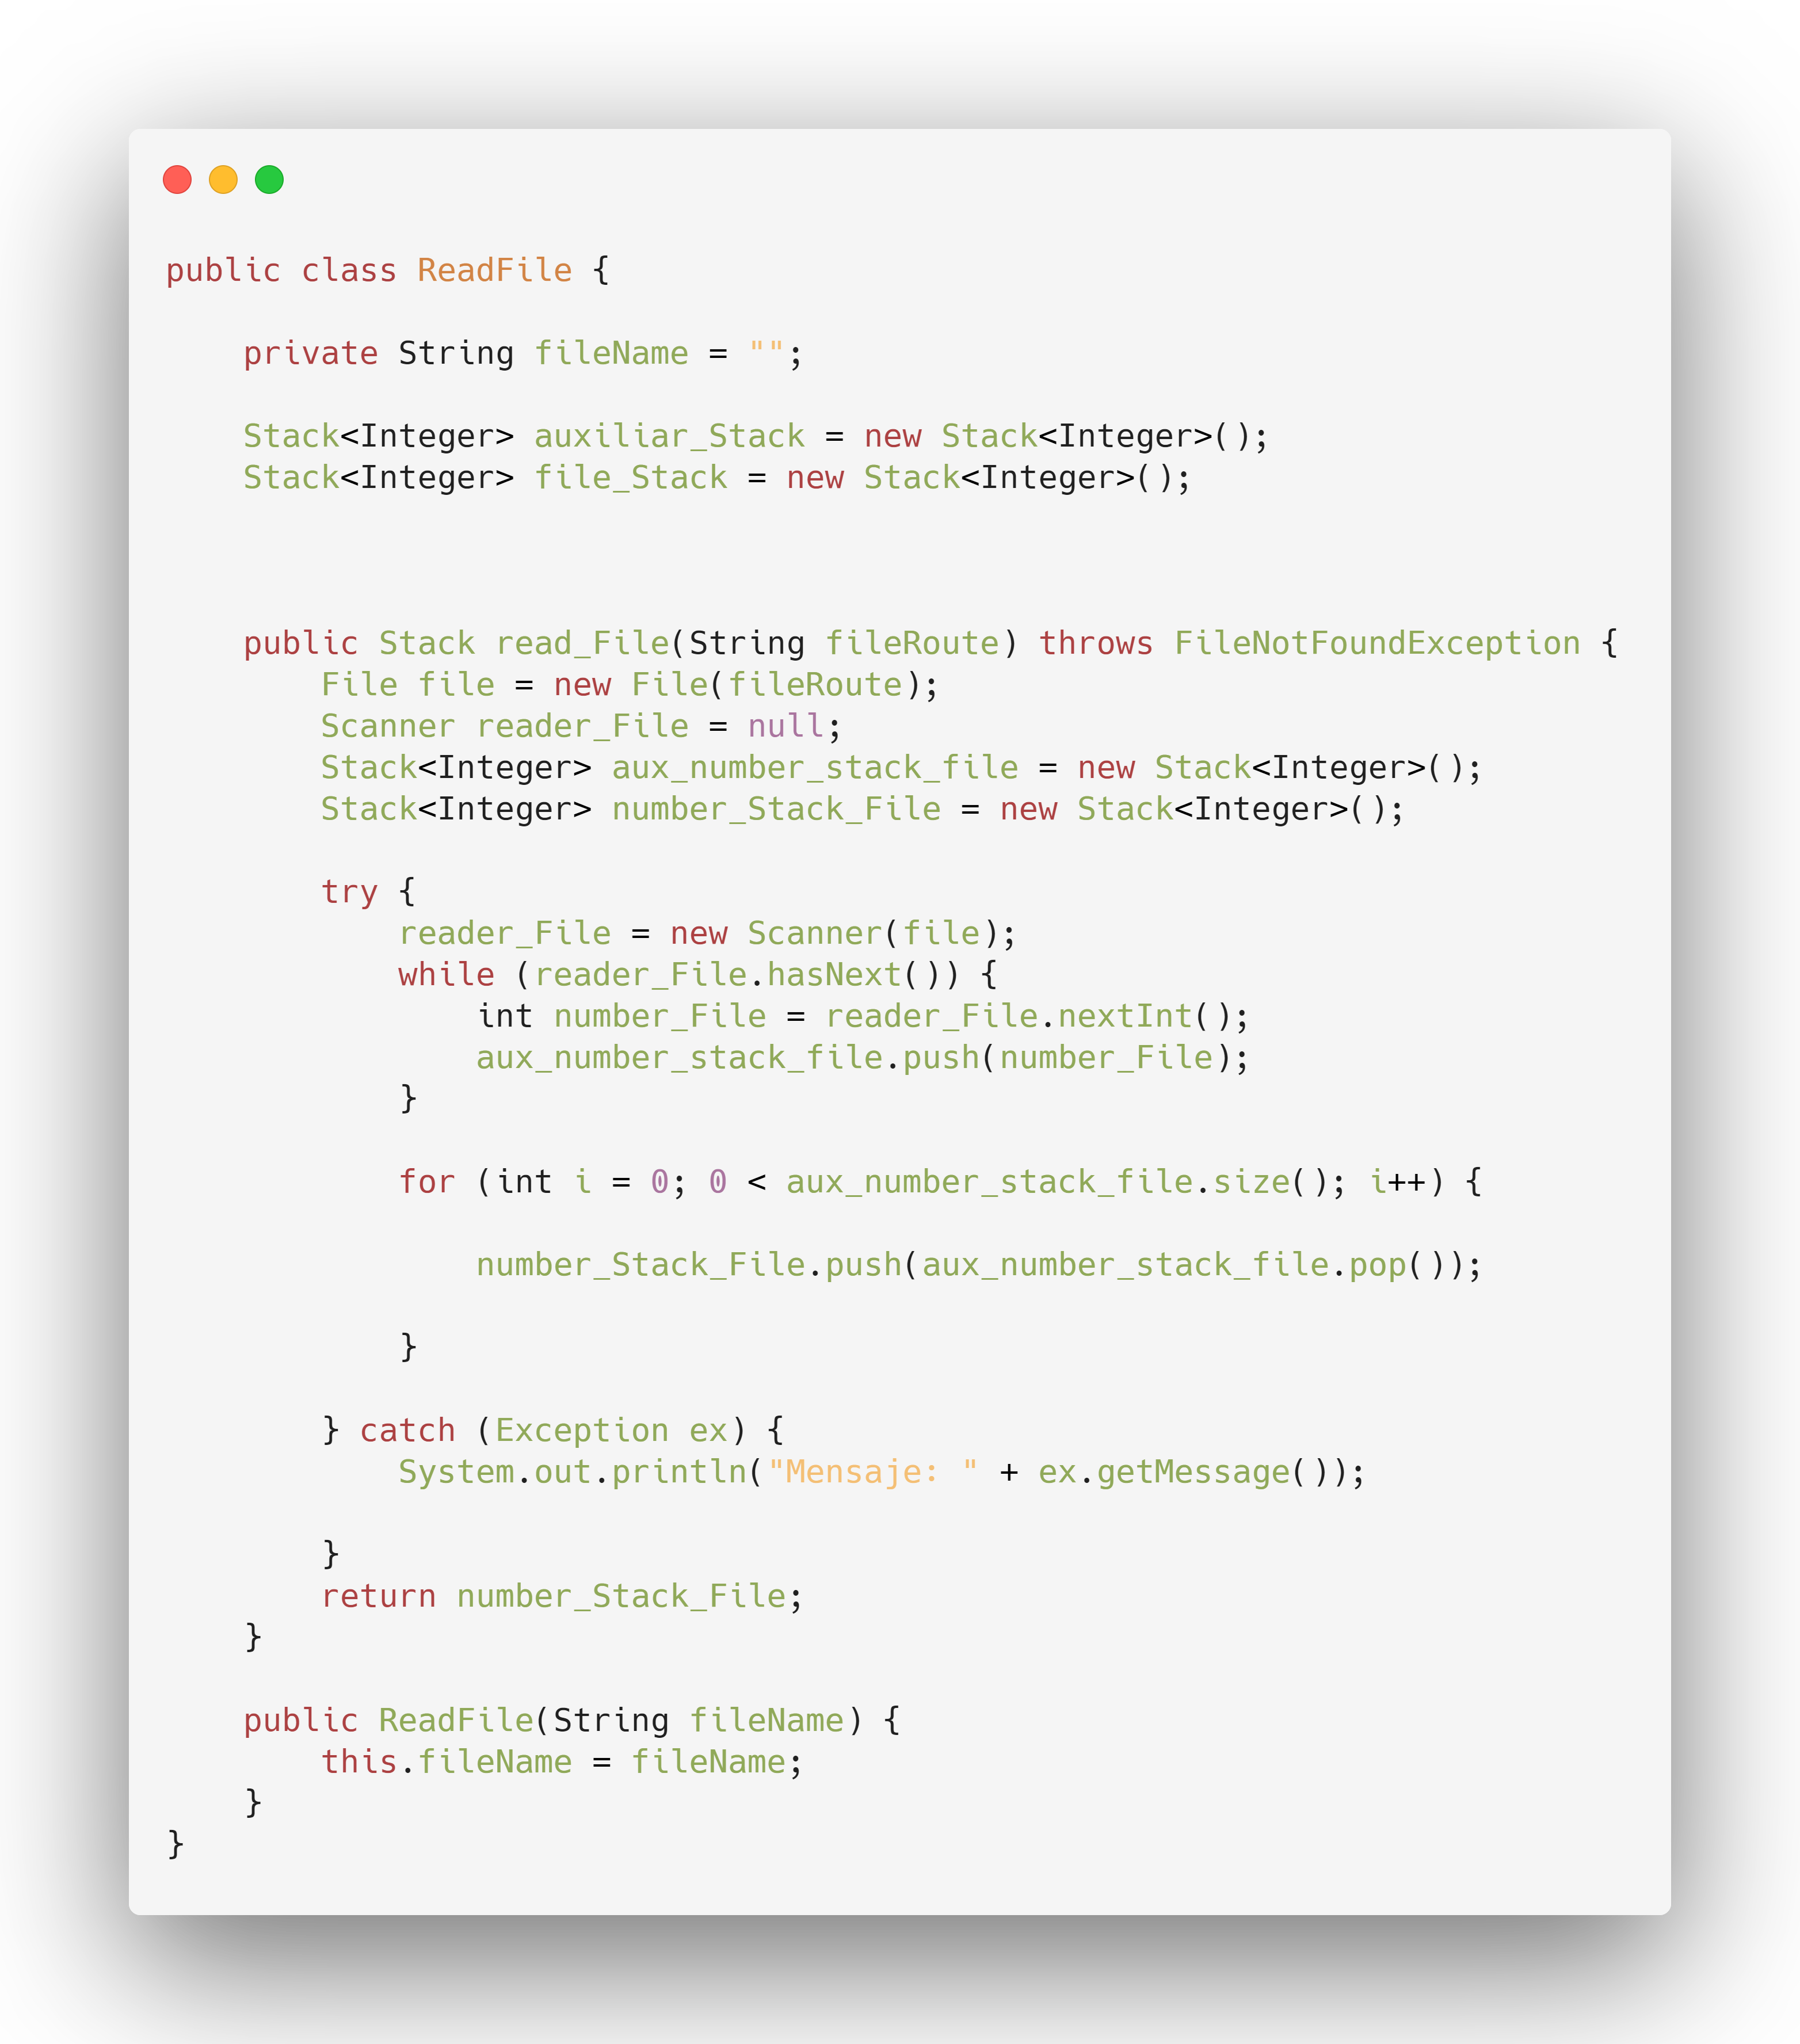 public class ReadFile {
    private String fileName = "";
    Stack<Integer> auxiliar_Stack = new Stack<Integer>();
    Stack<Integer> file_Stack = new Stack<Integer>();
    public Stack read_File(String fileRoute) throws FileNotFoundException {
        File file = new File(fileRoute);
        Scanner reader_File = null;
        Stack<Integer> aux_number_stack_file = new Stack<Integer>();
        Stack<Integer> number_Stack_File = new Stack<Integer>();
        try {
            reader_File = new Scanner(file);
            while (reader_File.hasNext()) {
                int number_File = reader_File.nextInt();
                aux_number_stack_file.push(number_File);
            }
            for (int i = 0; 0 < aux_number_stack_file.size(); i++) {
                number_Stack_File.push(aux_number_stack_file.pop());
            }
        } catch (Exception ex) {
            System.out.println("Mensaje: " + ex.getMessage());
        }
        return number_Stack_File;
    }
    public ReadFile(String fileName) {
        this.fileName = fileName;
    }
}